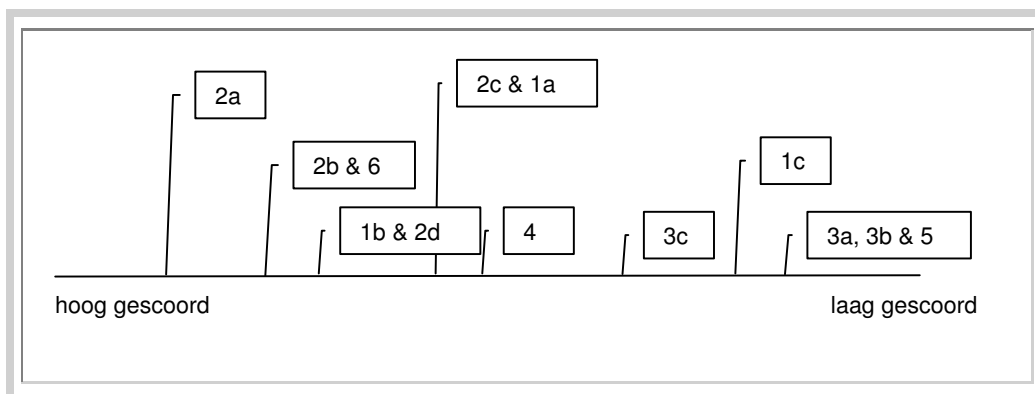 2c & 1a
2a
2b & 6
1c
1b & 2d
4
3c
3a, 3b & 5
hoog gescoord
laag gescoord